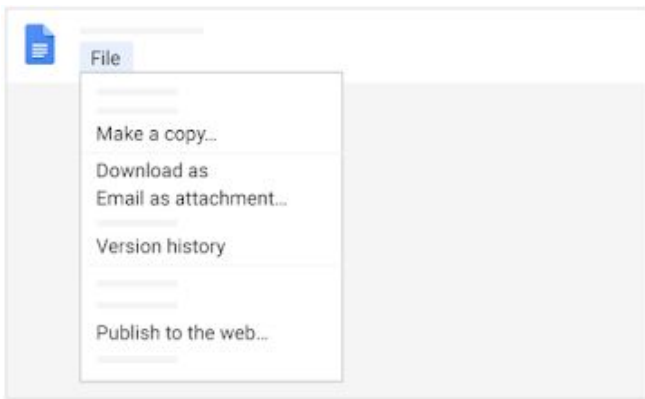 File
Make a copy...
Download as
Email as attachment...
Version history
Publish to the web...